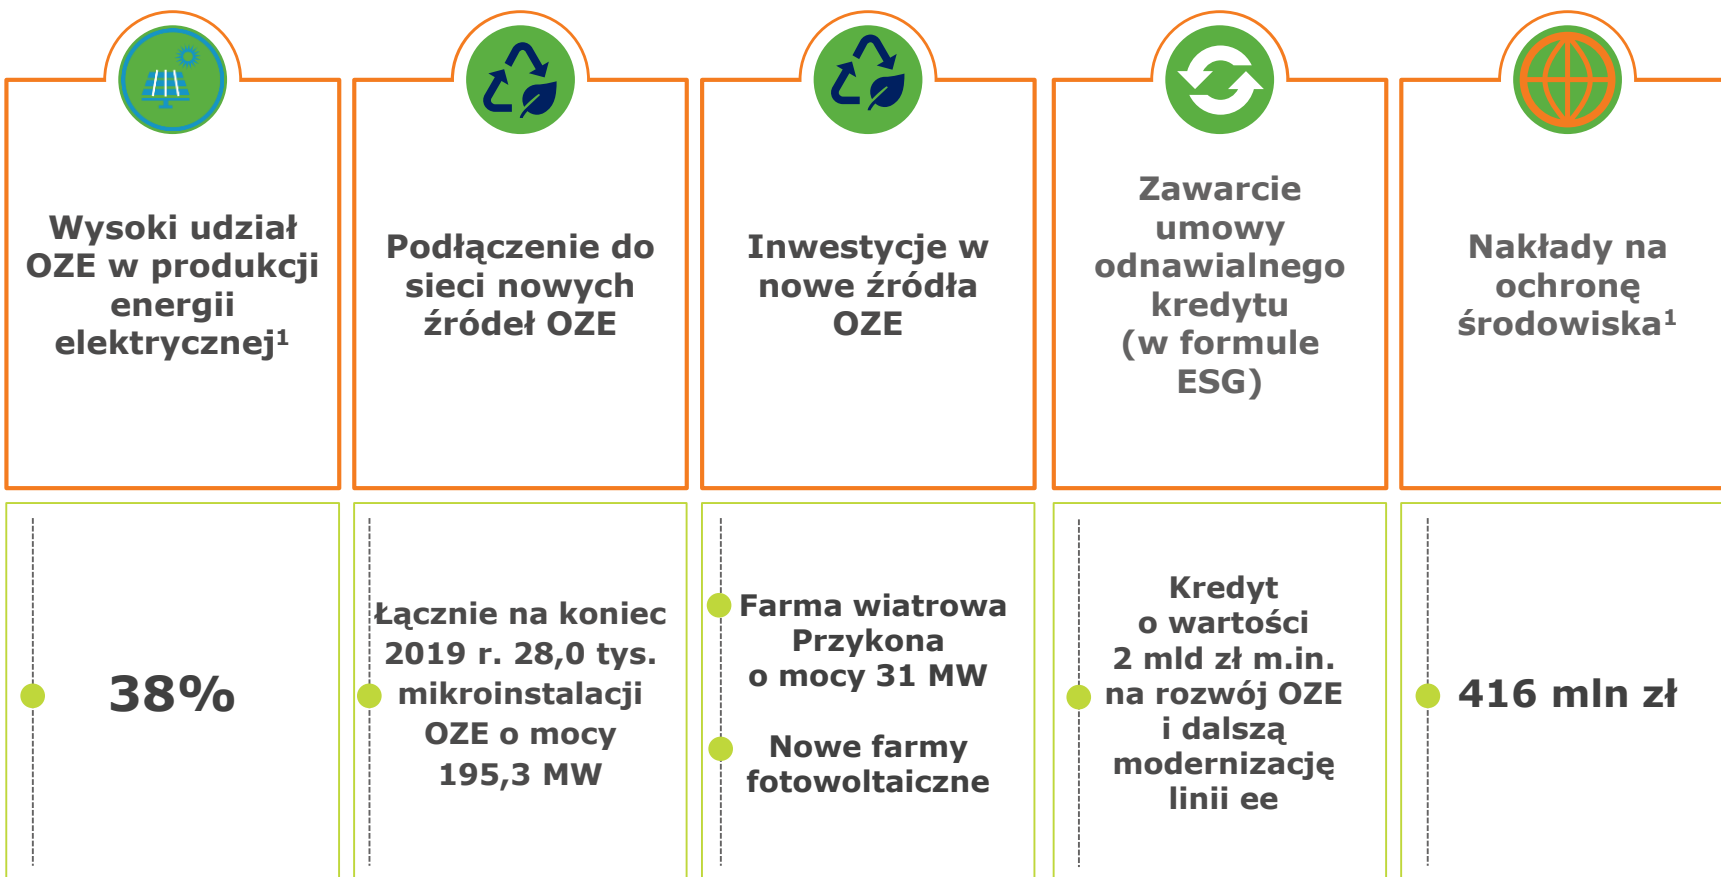 Wysoki udział
OZE w produkcji
energii
elektrycznej¹
Podłączenie do
sieci nowych
źródeł OZE
Inwestycje w
nowe źródła
OZE
Zawarcie
umowy
odnawialnego
kredytu
(w formule
ESG)
Nakłady na
ochronę
środowiska¹
38%
Łącznie na koniec
2019 r. 28,0 tys.
mikroinstalacji
OZE o mocy
195,3 MW
Farma wiatrowa
Przykona
o mocy 31 MW
Nowe farmy
fotowoltaiczne
Kredyt
o wartości
2 mld zł m.in.
na rozwój OZE
i dalszą
modernizację
linii ee
416 mln zł